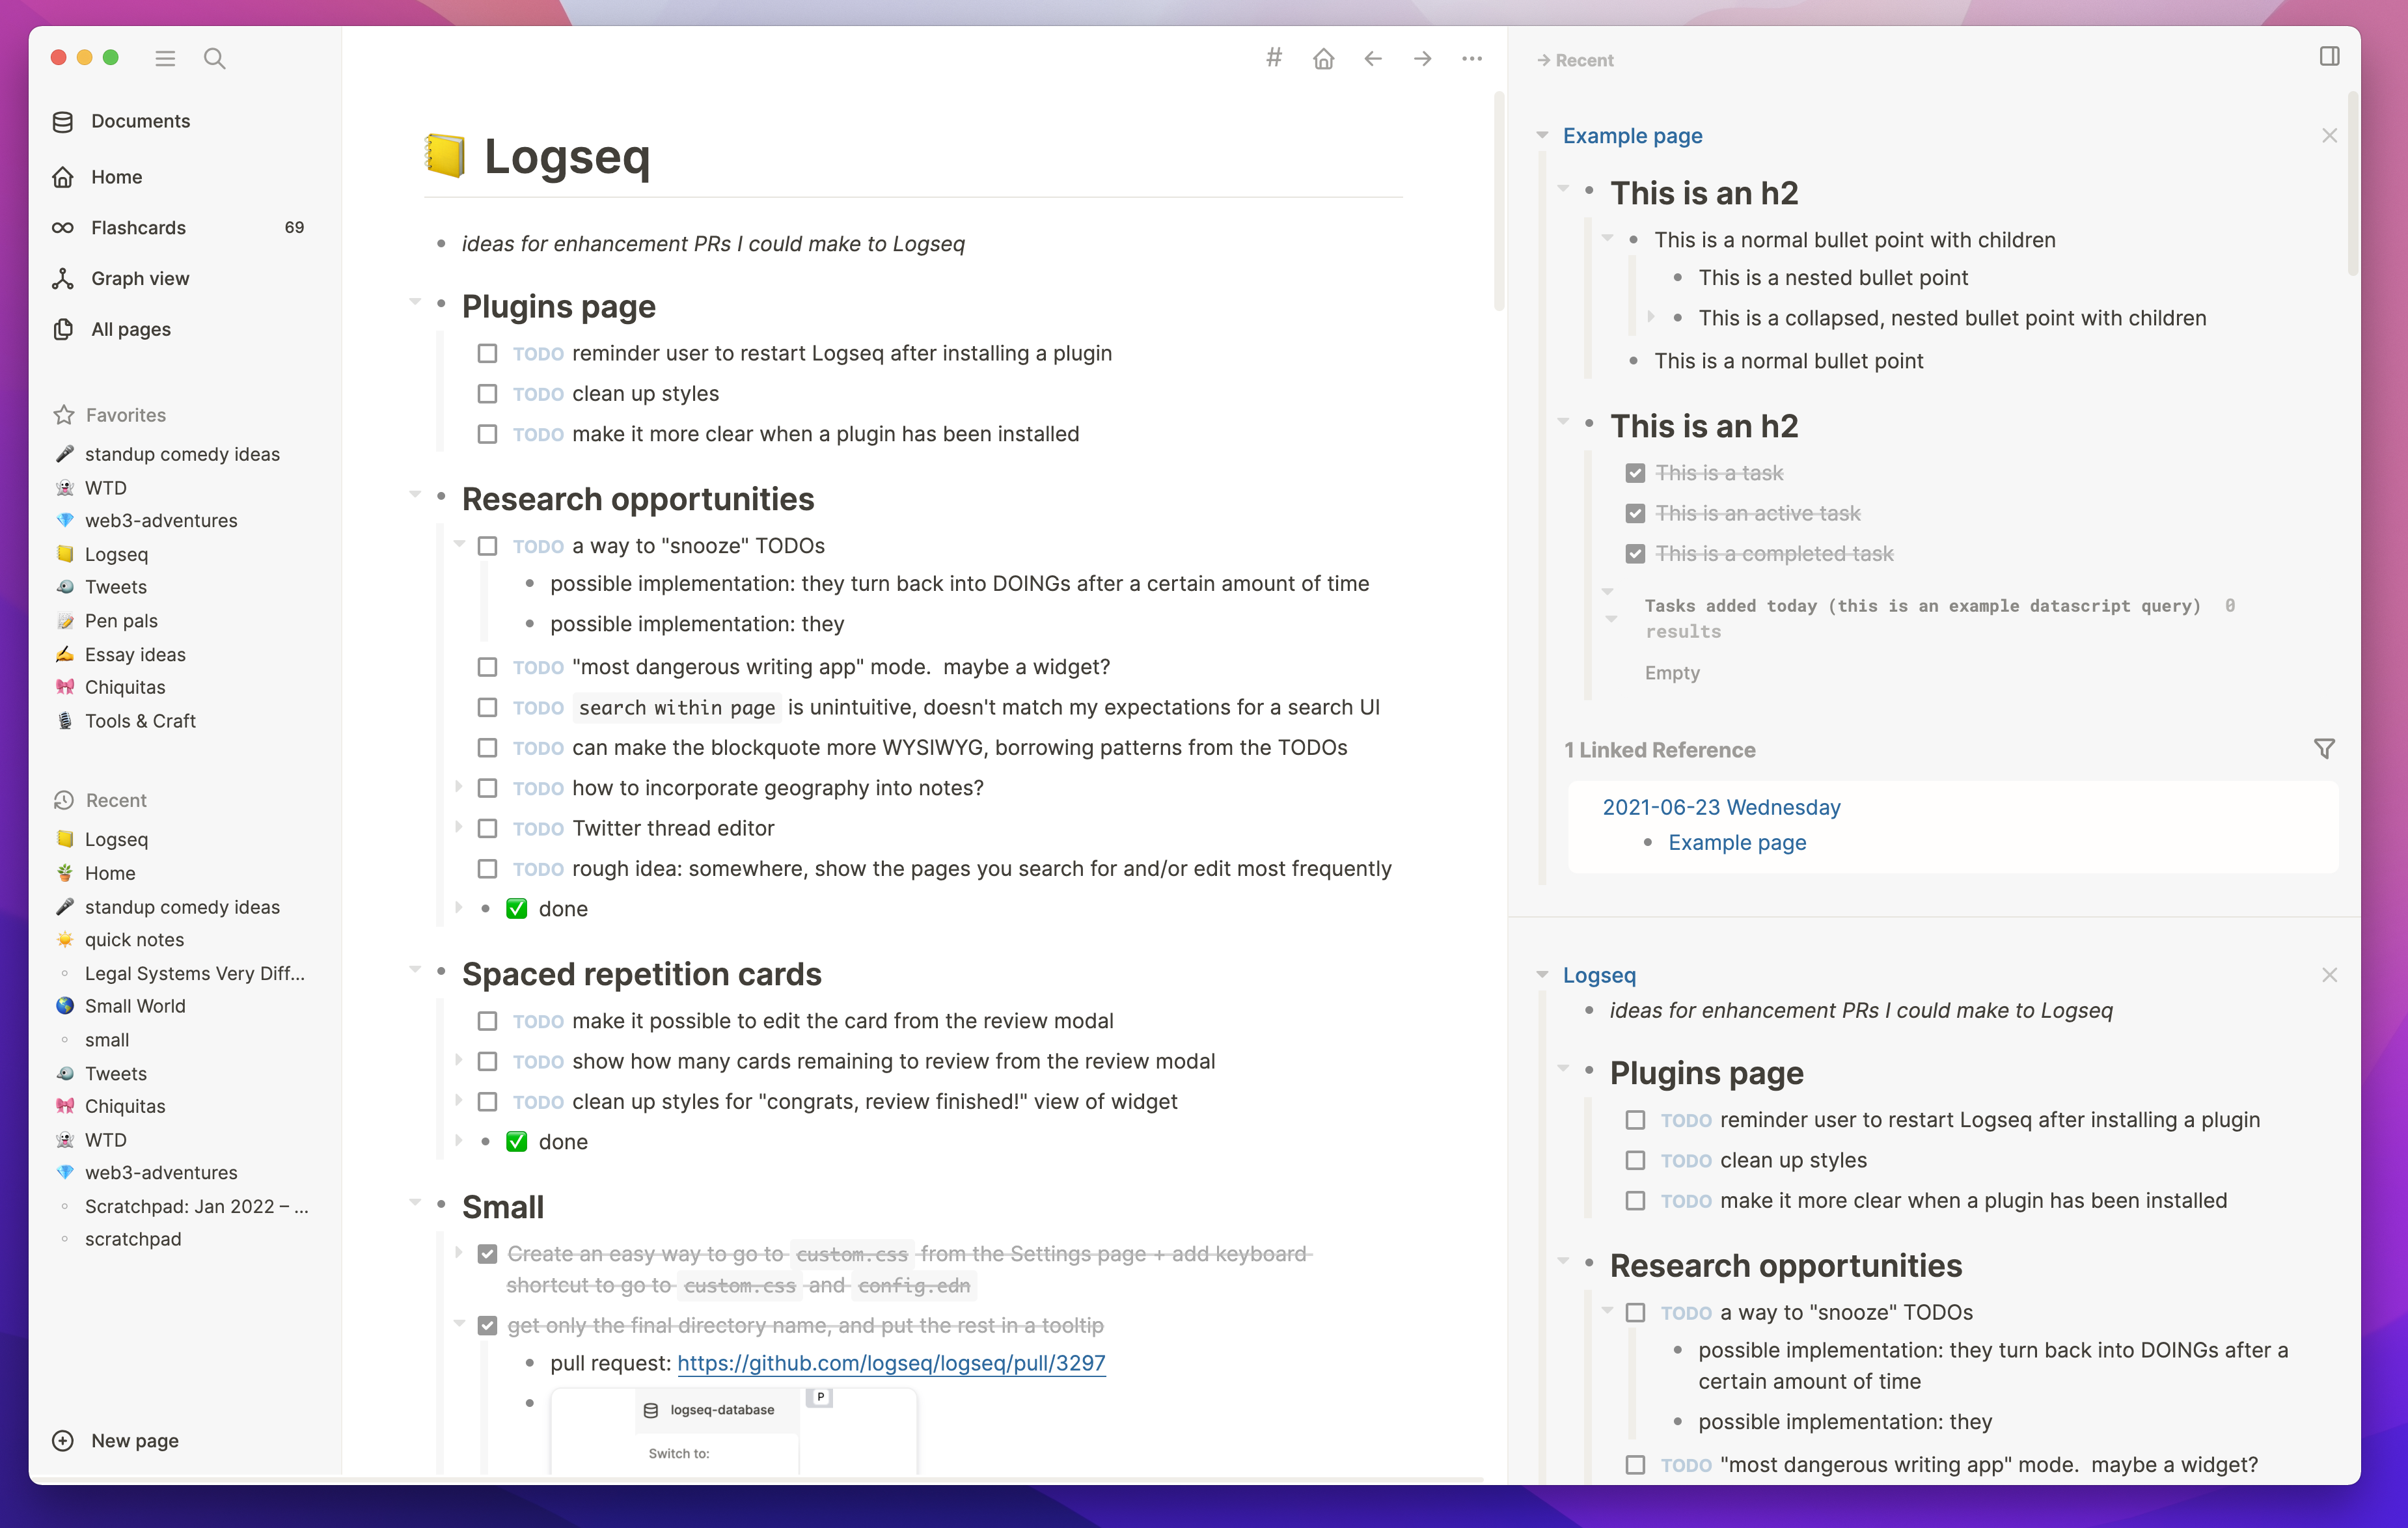 Documents
Home
Flashcards 69
Graph view
All pages
Favorites
standup comedy ideas
WTD
web3-adventures
Logseq
Tweets
Pen pals
Essay ideas
Chiquitas
Tools & Craft
Recent
Logseq
Home
standup comedy ideas
quick notes
Legal Systems Very Diff...
Small World
small
Tweets
Chiquitas
WTD
web3-adventures
Scratchpad: Jan 2022 – ...
scratchpad
New page
Logseq
ideas for enhancement PRs I could make to Logseq
Plugins page
TODO reminder user to restart Logseq after installing a plugin
TODO clean up styles
TODO make it more clear when a plugin has been installed
Research opportunities
TODO a way to "snooze" TODOs
possible implementation: they turn back into DOINGs after a certain amount of time
possible implementation: they
TODO "most dangerous writing app" mode.  maybe a widget?
TODO search within page is unintuitive, doesn't match my expectations for a search UI
TODO can make the blockquote more WYSIWYG, borrowing patterns from the TODOs
TODO how to incorporate geography into notes?
TODO Twitter thread editor
TODO rough idea: somewhere, show the pages you search for and/or edit most frequently
✅ done
Spaced repetition cards
TODO make it possible to edit the card from the review modal
TODO show how many cards remaining to review from the review modal
TODO clean up styles for "congrats, review finished!" view of widget
✅ done
Small
Create an easy way to go to custom.css from the Settings page + add keyboard
shortcut to go to custom.css and config.edn
get only the final directory name, and put the rest in a tooltip
pull request: https://github.com/logseq/logseq/pull/3297
logseq-database P
Switch to:
→ Recent
Example page
This is an h2
This is a normal bullet point with children
This is a nested bullet point
This is a collapsed, nested bullet point with children
This is a normal bullet point
This is an h2
This is a task
This is an active task
This is a completed task
Tasks added today (this is an example datascript query) 0
results
Empty
1 Linked Reference
2021-06-23 Wednesday
Example page
Logseq
ideas for enhancement PRs I could make to Logseq
Plugins page
TODO reminder user to restart Logseq after installing a plugin
TODO clean up styles
TODO make it more clear when a plugin has been installed
Research opportunities
TODO a way to "snooze" TODOs
possible implementation: they turn back into DOINGs after a
certain amount of time
possible implementation: they
TODO "most dangerous writing app" mode.  maybe a widget?